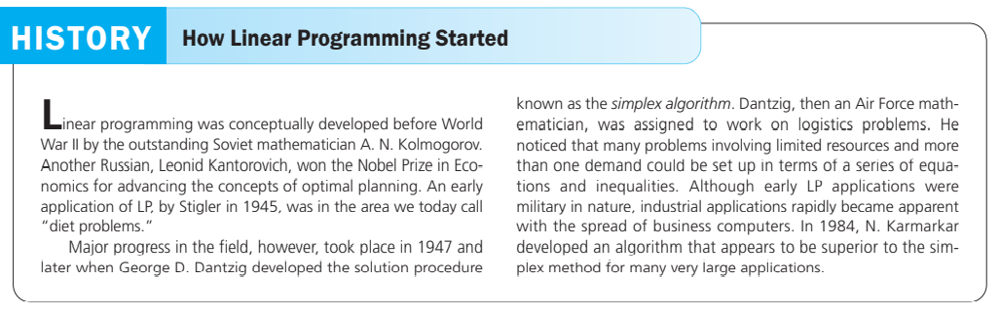 HISTORY How Linear Programming Started
Linear programming was conceptually developed before World
War II by the outstanding Soviet mathematician A. N. Kolmogorov.
Another Russian, Leonid Kantorovich, won the Nobel Prize in Eco-
nomics for advancing the concepts of optimal planning. An early
application of LP, by Stigler in 1945, was in the area we today call
“diet problems.”
Major progress in the field, however, took place in 1947 and
later when George D. Dantzig developed the solution procedure
known as the simplex algorithm. Dantzig, then an Air Force math-
ematician, was assigned to work on logistics problems. He
noticed that many problems involving limited resources and more
than one demand could be set up in terms of a series of equa-
tions and inequalities. Although early LP applications were
military in nature, industrial applications rapidly became apparent
with the spread of business computers. In 1984, N. Karmarkar
developed an algorithm that appears to be superior to the sim-
plex method for many very large applications.